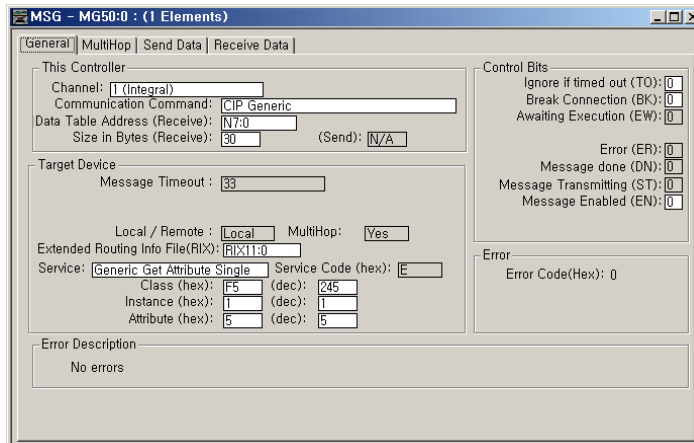 MSG - MG50:0 : (1 Elements)
General MultiHop Send Data Receive Data
This Controller
Channel: 1 (Integral)
Communication Command: CIP Generic
Data Table Address (Receive): N7:0
Size in Bytes (Receive): 30 (Send): N/A
Target Device
Message Timeout : 33
Local / Remote : Local MultiHop: Yes
Extended Routing Info File(RIX): RIX11:0
Service: Generic Get Attribute Single Service Code (hex): E
Class (hex): F5 (dec): 245
Instance (hex): 1 (dec): 1
Attribute (hex): 5 (dec): 5
Control Bits
Ignore if timed out (TO): 0
Break Connection (BK): 0
Awaiting Execution (EW): 0
Error (ER): 0
Message done (DN): 0
Message Transmitting (ST): 0
Message Enabled (EN): 0
Error
Error Code(Hex): 0
Error Description
No errors